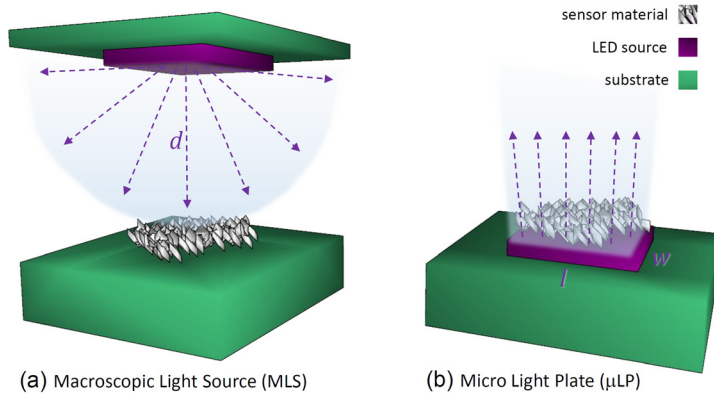 sensor material
LED source
substrate
d
w
l
(a) Macroscopic Light Source (MLS)
(b) Micro Light Plate (μLP)